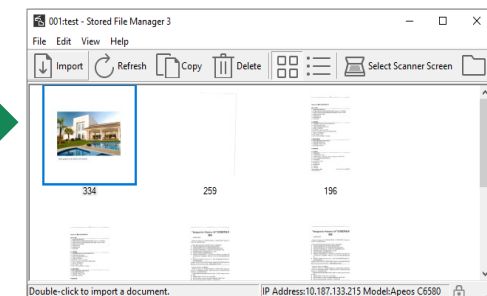 001:test - Stored File Manager 3
File Edit View Help
Import Refresh Copy Delete Select Scanner Screen
334 259 196
Double-click to import a document. IP Address:10.187.133.215 Model:Apeos C6580